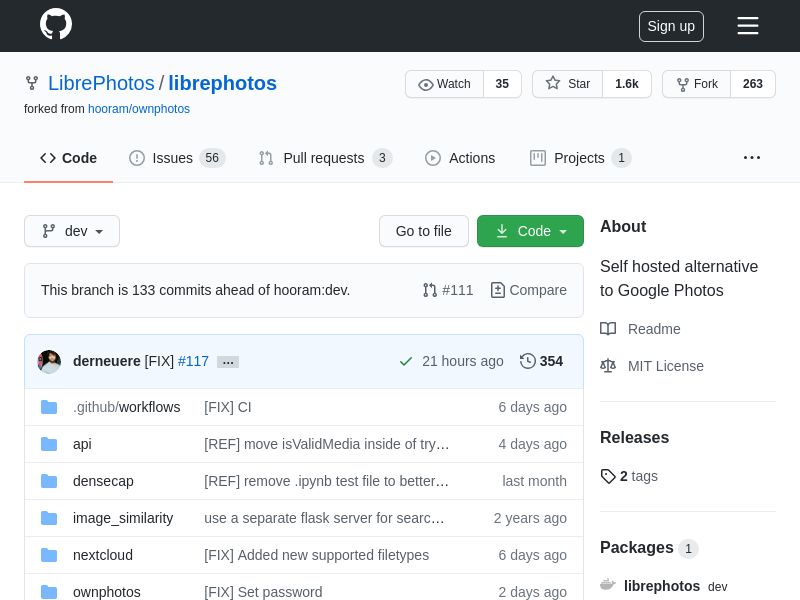 Sign up
LibrePhotos / librephotos
Watch 35
Star 1.6k
Fork 263
forked from hooram/ownphotos
Code
Issues 56
Pull requests 3
Actions
Projects 1
dev
Go to file
Code
This branch is 133 commits ahead of hooram:dev.
#111
Compare
derneuere [FIX] #117 ...
21 hours ago
354
.github/workflows [FIX] CI 6 days ago
api [REF] move isValidMedia inside of try… 4 days ago
densecap [REF] remove .ipynb test file to better… last month
image_similarity use a separate flask server for searc… 2 years ago
nextcloud [FIX] Added new supported filetypes 6 days ago
ownphotos [FIX] Set password 2 days ago
About
Self hosted alternative
to Google Photos
Readme
MIT License
Releases
2 tags
Packages 1
librephotos dev